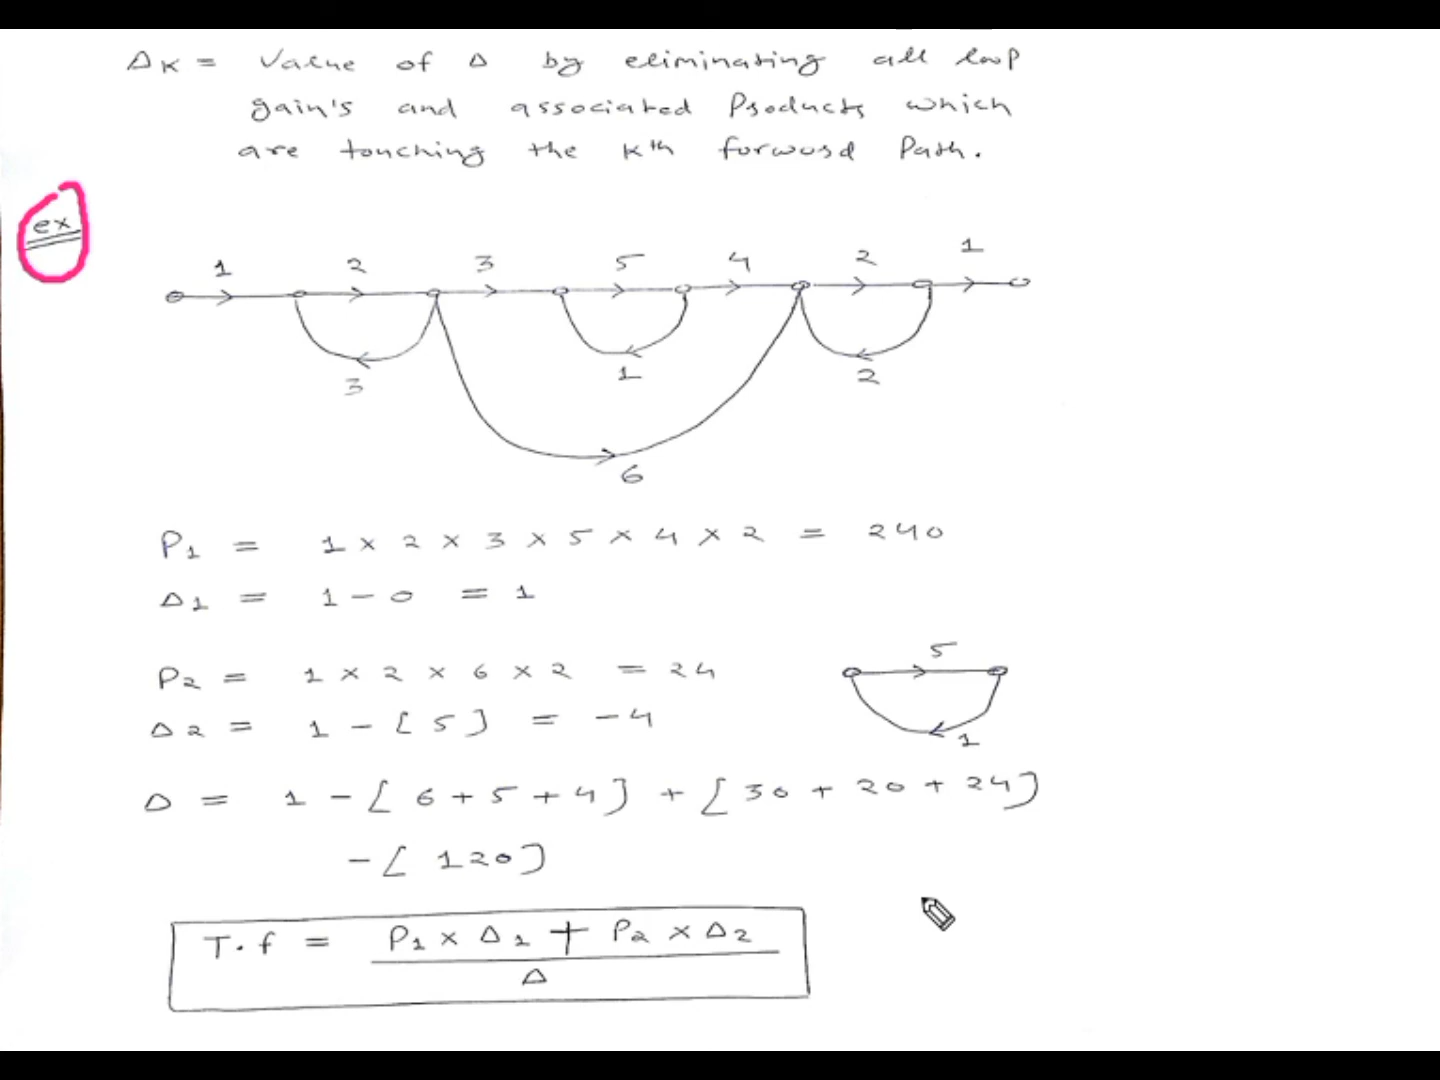 ΔK = Value of Δ by eliminating all loop
gain's and associated Products which
are touching the Kth forward Path.
ex
1 2 3 5 4 2 1
3 1 2
6
P1 = 1 × 2 × 3 × 5 × 4 × 2 = 240
Δ1 = 1 - 0 = 1
P2 = 1 × 2 × 6 × 2 = 24
Δ2 = 1 - [5] = -4
5
1
Δ = 1 - [6 + 5 + 4] + [30 + 20 + 24]
- [120]
T.f = P1 × Δ1 + P2 × Δ2
Δ